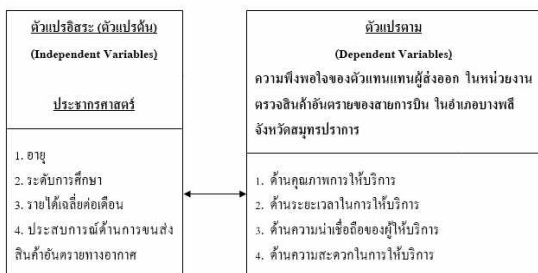 ตัวแปรอิสระ (ตัวแปรต้น)
(Independent Variables)
ประชากรศาสตร์
1. อายุ
2. ระดับการศึกษา
3. รายได้เฉลี่ยต่อเดือน
4. ประสบการณ์ด้านการขนส่ง
สินค้าอันตรายทางอากาศ
ตัวแปรตาม
(Dependent Variables)
ความพึงพอใจของตัวแทนแทนผู้ส่งออก ในหน่วยงาน
ตรวจสินค้าอันตรายของสายการบิน ในอำเภอบางพลี
จังหวัดสมุทรปราการ
1. ด้านคุณภาพการให้บริการ
2. ด้านระยะเวลาในการให้บริการ
3. ด้านความน่าเชื่อถือของผู้ให้บริการ
4. ด้านความสะดวกในการให้บริการ